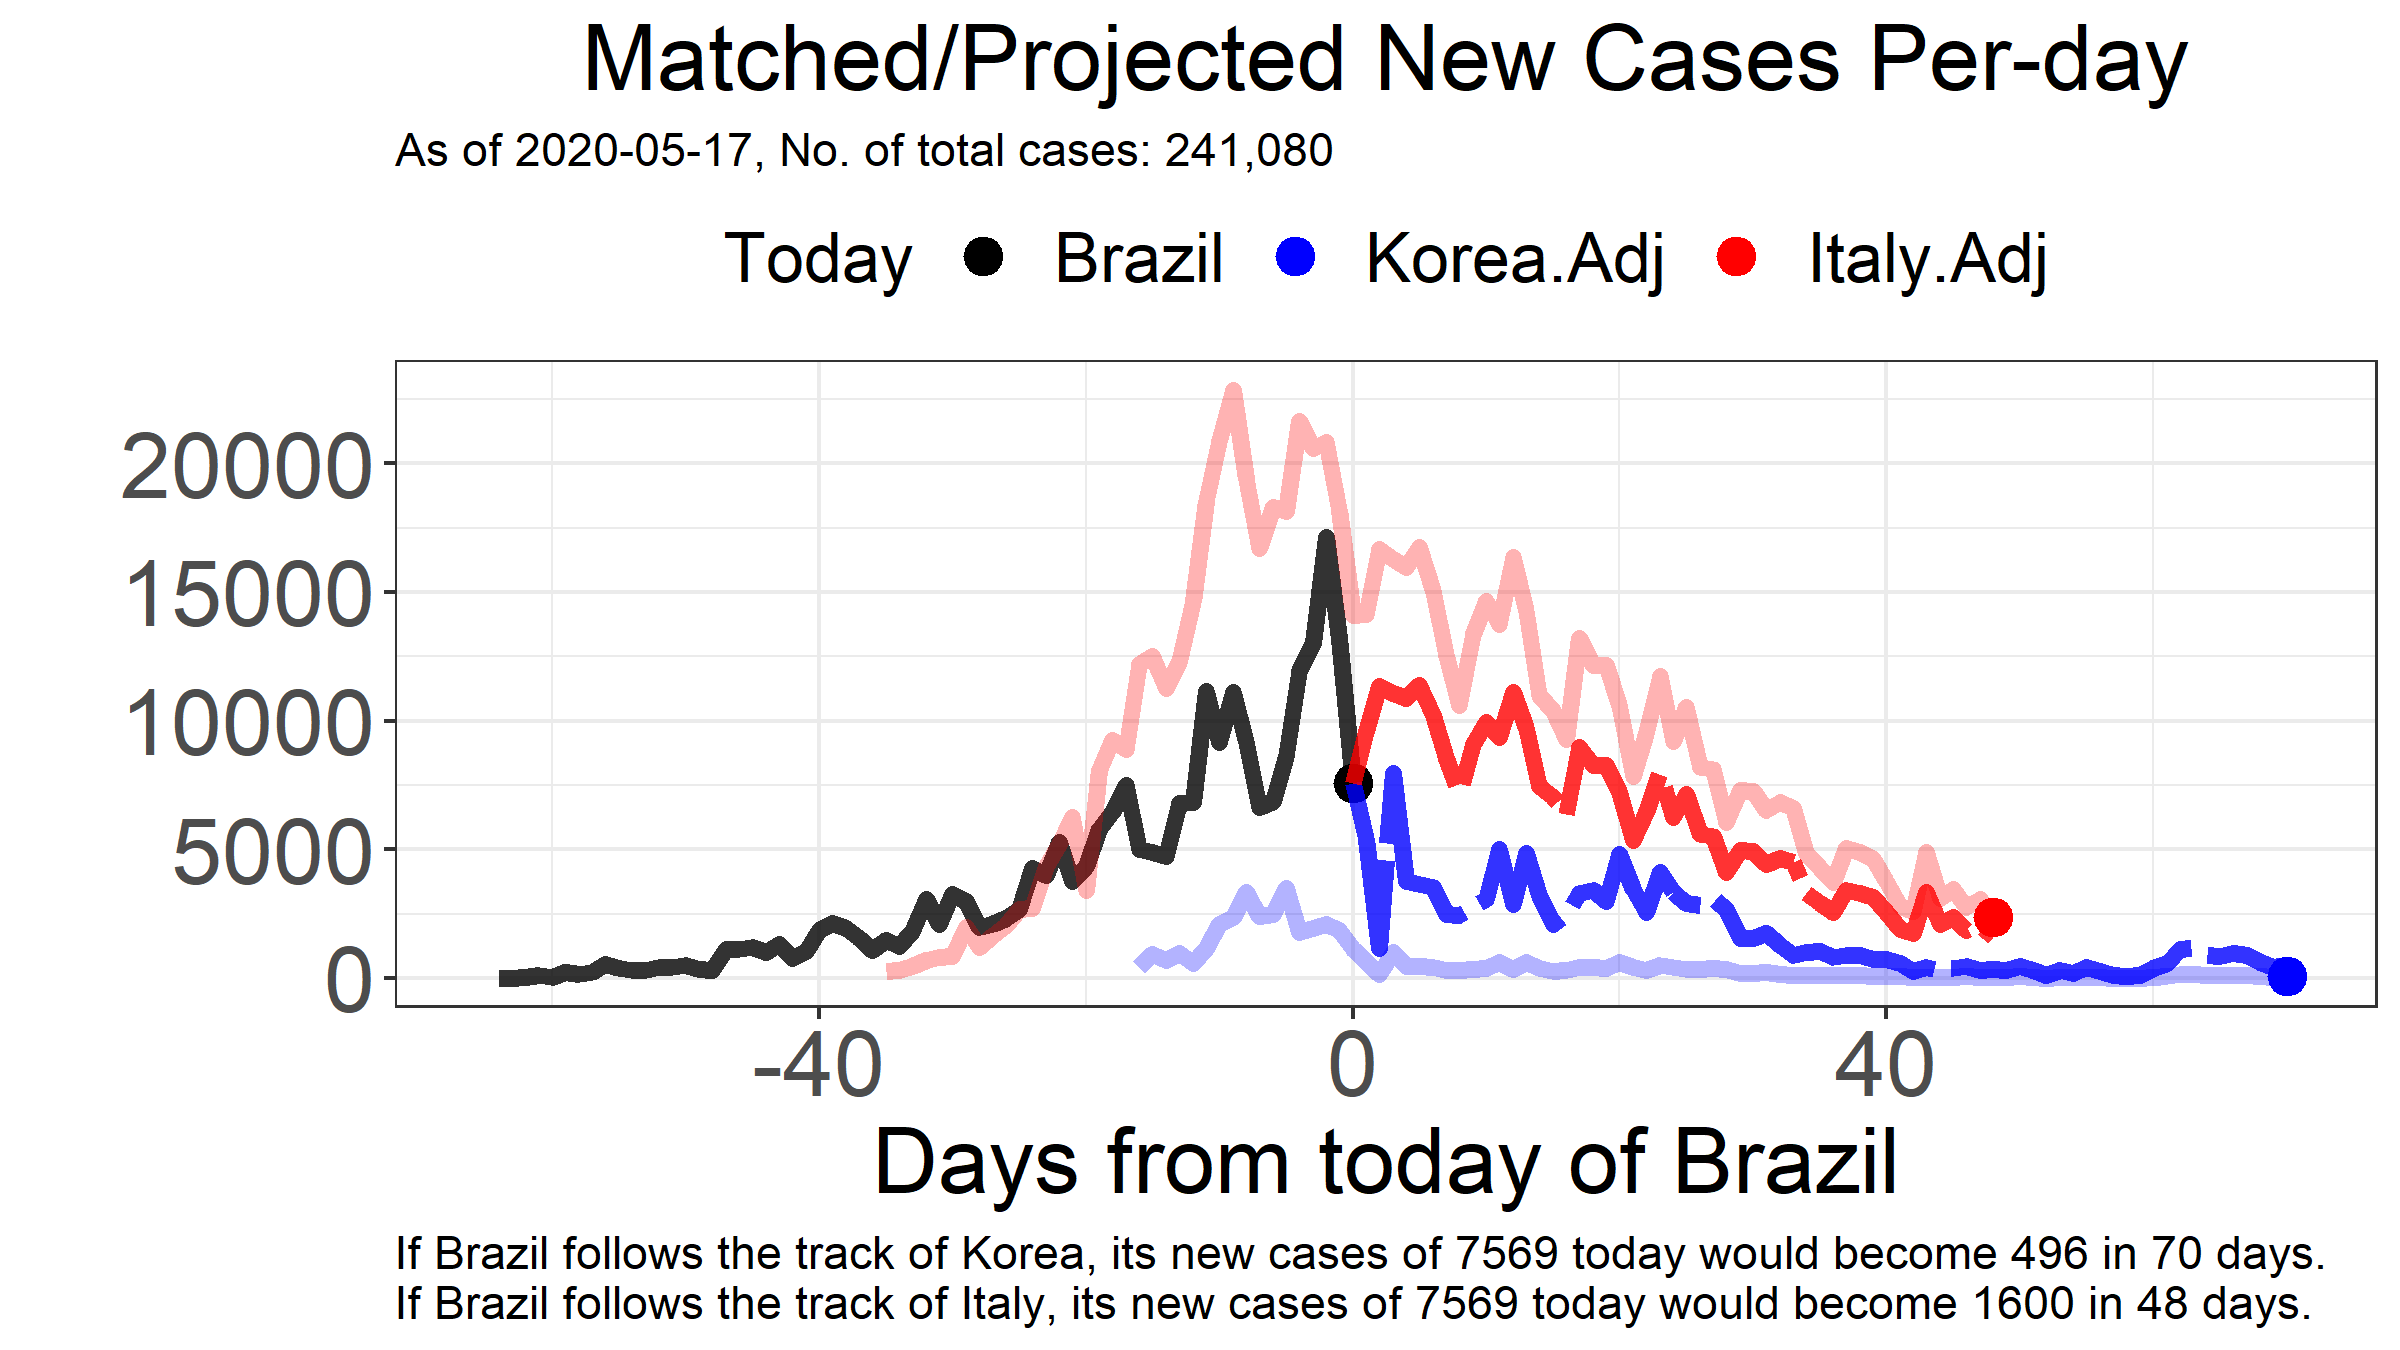 Matched/Projected New Cases Per-day
As of 2020-05-17, No. of total cases: 241,080
Today Brazil Korea.Adj Italy.Adj
20000
15000
10000
5000
0
-40 0 40
Days from today of Brazil
If Brazil follows the track of Korea, its new cases of 7569 today would become 496 in 70 days.
If Brazil follows the track of Italy, its new cases of 7569 today would become 1600 in 48 days.